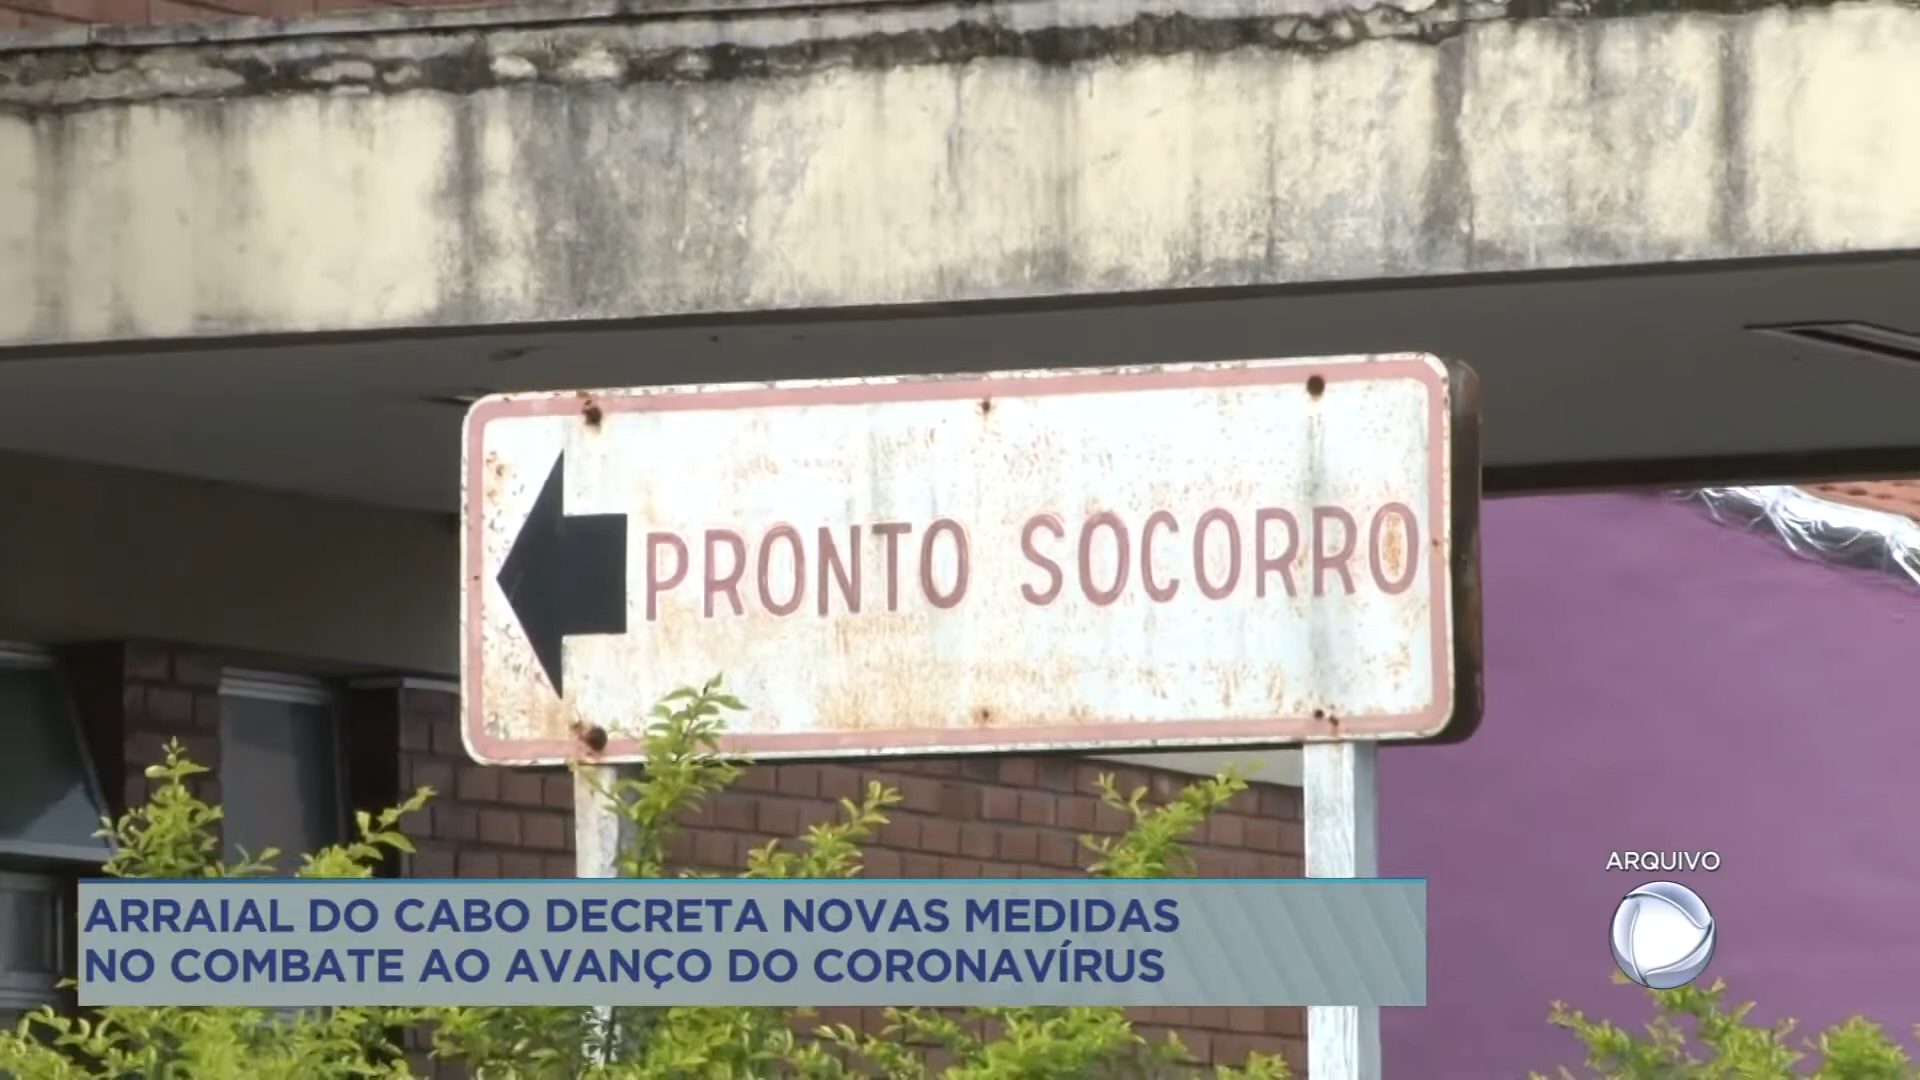 PRONTO SOCORRO
ARQUIVO
ARRAIAL DO CABO DECRETA NOVAS MEDIDAS
NO COMBATE AO AVANÇO DO CORONAVÍRUS